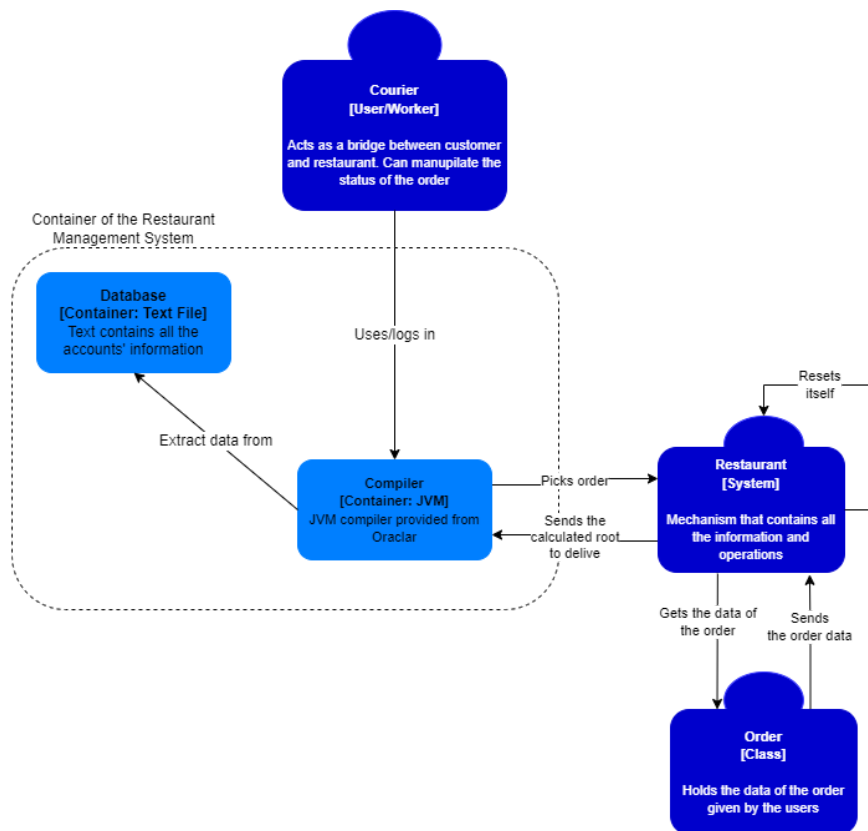 Courier
[User/Worker]
Acts as a bridge between customer
and restaurant. Can manupilate the
status of the order
Container of the Restaurant
Management System
Database
[Container: Text File]
Text contains all the
accounts' information
Uses/logs in
Extract data from
Compiler
[Container: JVM]
JVM compiler provided from
Oraclar
Picks order
Sends the
calculated root
to delive
Resets
itself
Restaurant
[System]
Mechanism that contains all
the information and
operations
Gets the data of
the order
Sends
the order data
Order
[Class]
Holds the data of the order
given by the users